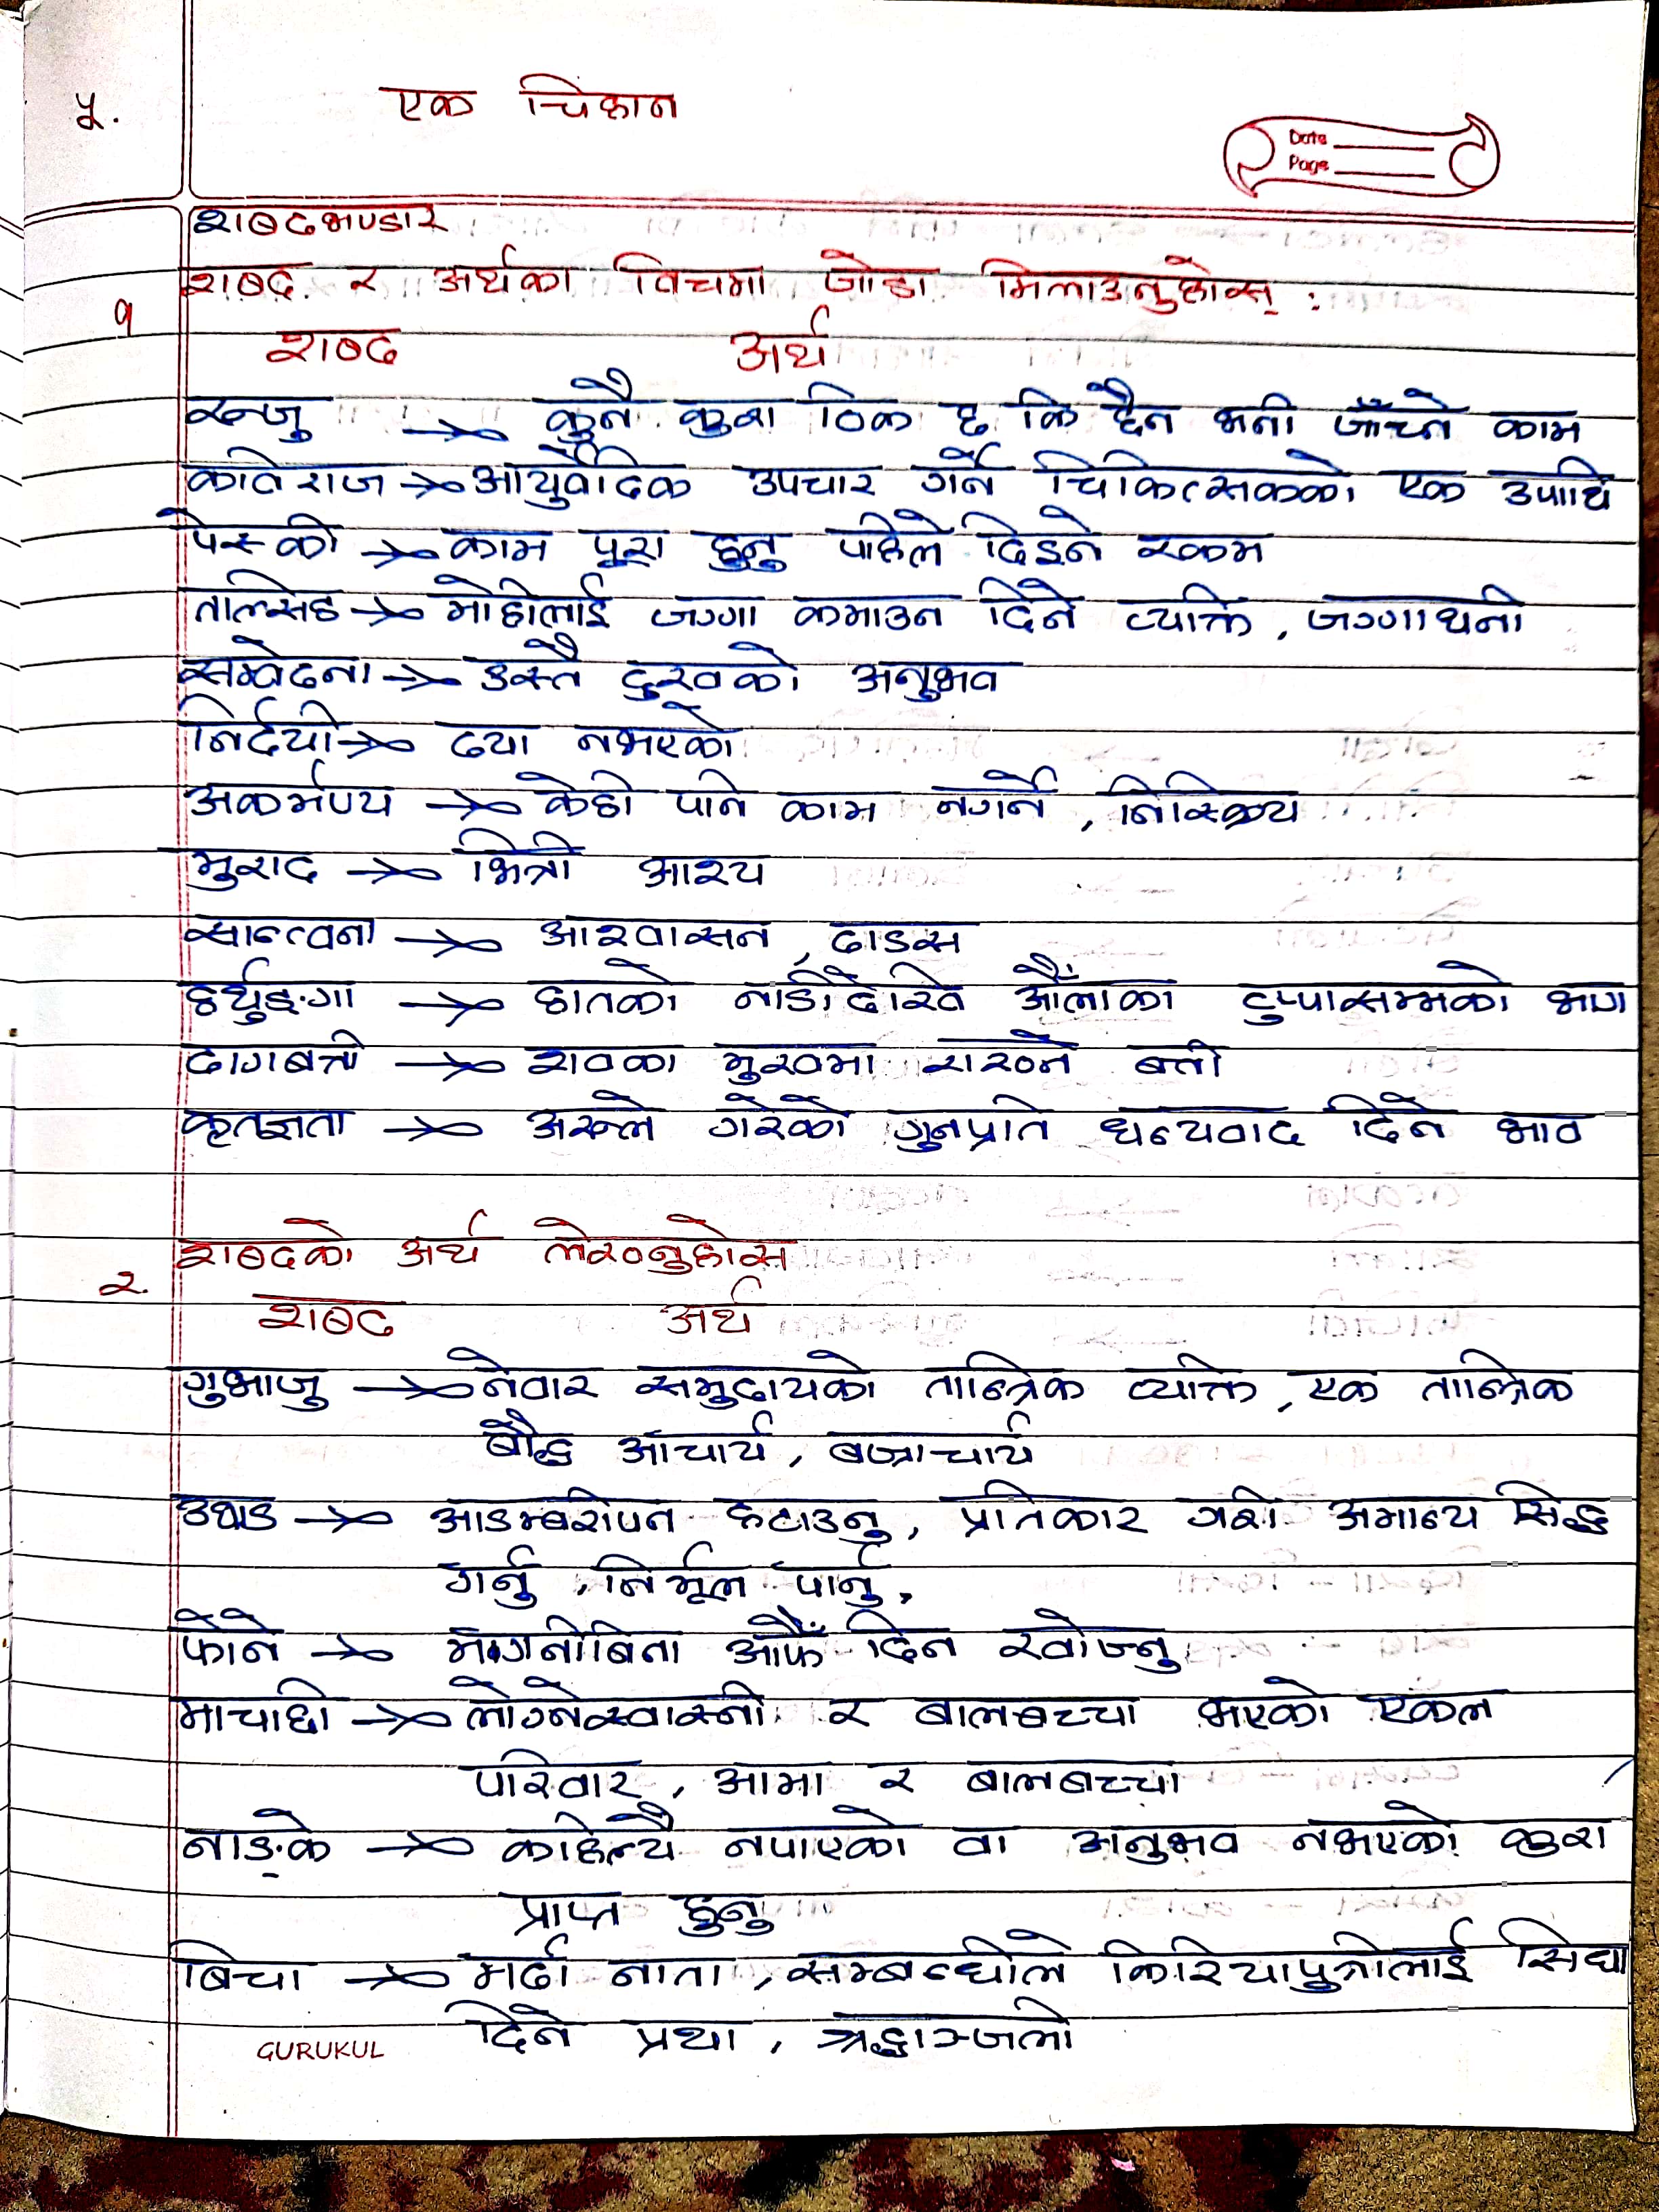 ५. एक चिहान
Date
Page
शब्दभण्डार
१ शब्द र अर्थका विचमा जोडा मिलाउनुहोस् :
शब्द अर्थ
रुजु → कुनै कुरा ठिक छ कि छैन भनी जाँच्ने काम
कविराज → आयुर्वेदिक उपचार गर्ने चिकित्सकको एक उपाधि
पेस्की → काम पूरा हुनु पहिले दिइने रकम
ताल्सिङ → मोहीलाई जग्गा कमाउन दिने व्यक्ति, जग्गाधनी
सम्वेदना → उस्तै दुखको अनुभव
निर्दयी → दया नभएको
अकर्मण्य → केही पनि काम नगर्ने, निस्क्रिय
मुराद → भित्री आश्य
सान्त्वना → आश्वासन, ढाडस
हर्थुङ्गा → हातको नाडीदेखि औंलाका टुप्पासम्मको भाग
दागबत्ती → शवका मुखमा राख्ने बत्ती
कृतज्ञता → अरूले गरेको गुनप्रति धन्यवाद दिने भाव
२. शब्दको अर्थ लेख्नुहोस
शब्द अर्थ
गुभाजु → नेवार समुदायको तान्त्रिक व्यक्ति, एक तान्त्रिक
बौद्ध आचार्य, बज्राचार्य
उधाड → आडम्बरीपन हटाउनु, प्रतिकार गरी अमान्य सिद्ध
गर्नु, निर्मूल पार्नु,
फोने → मागनीबिना आफैँ दिन खोज्नु
माचाछी → लोग्नेस्वास्नी र बालबच्चा भएको एकल
परिवार, आमा र बालबच्चा
नाङ्के → कहिल्यै नपाएको वा अनुभव नभएको कुरा
प्राप्त हुनु
बिचा → मर्दा नाता, सम्बन्धीले किरियापुत्रीलाई सिधा
दिने प्रथा, श्रद्धाञ्जली
GURUKUL